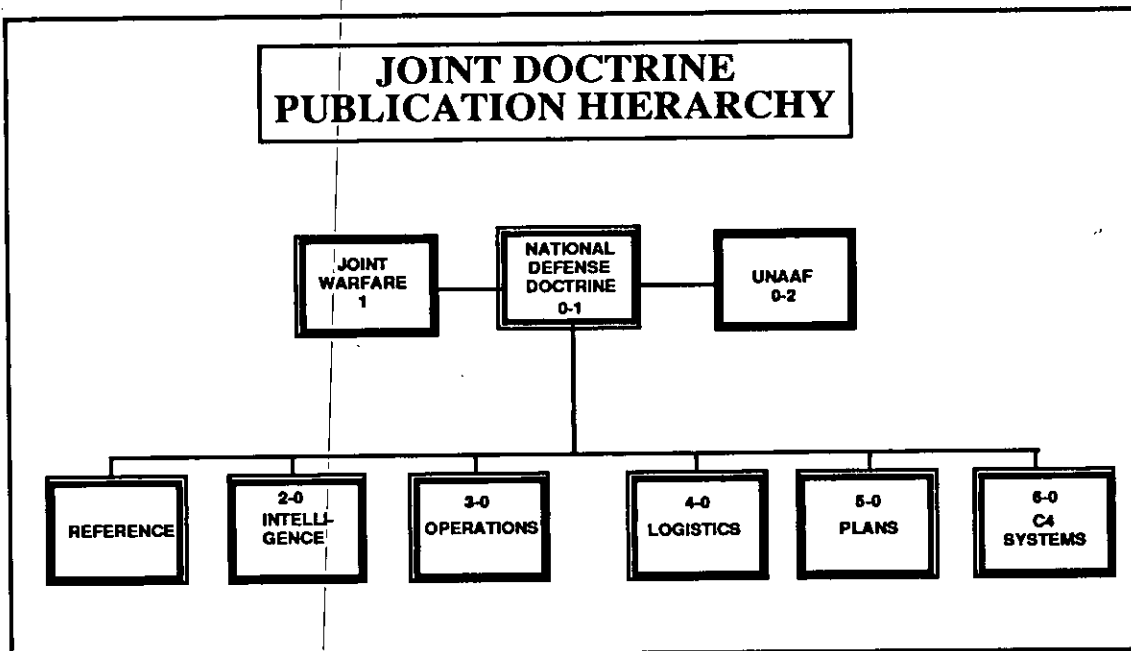 JOINT DOCTRINE
PUBLICATION HIERARCHY
JOINT
WARFARE
1
NATIONAL
DEFENSE
DOCTRINE
0-1
UNAAF
0-2
REFERENCE
2-0
INTELLI-
GENCE
3-0
OPERATIONS
4-0
LOGISTICS
5-0
PLANS
6-0
C4
SYSTEMS